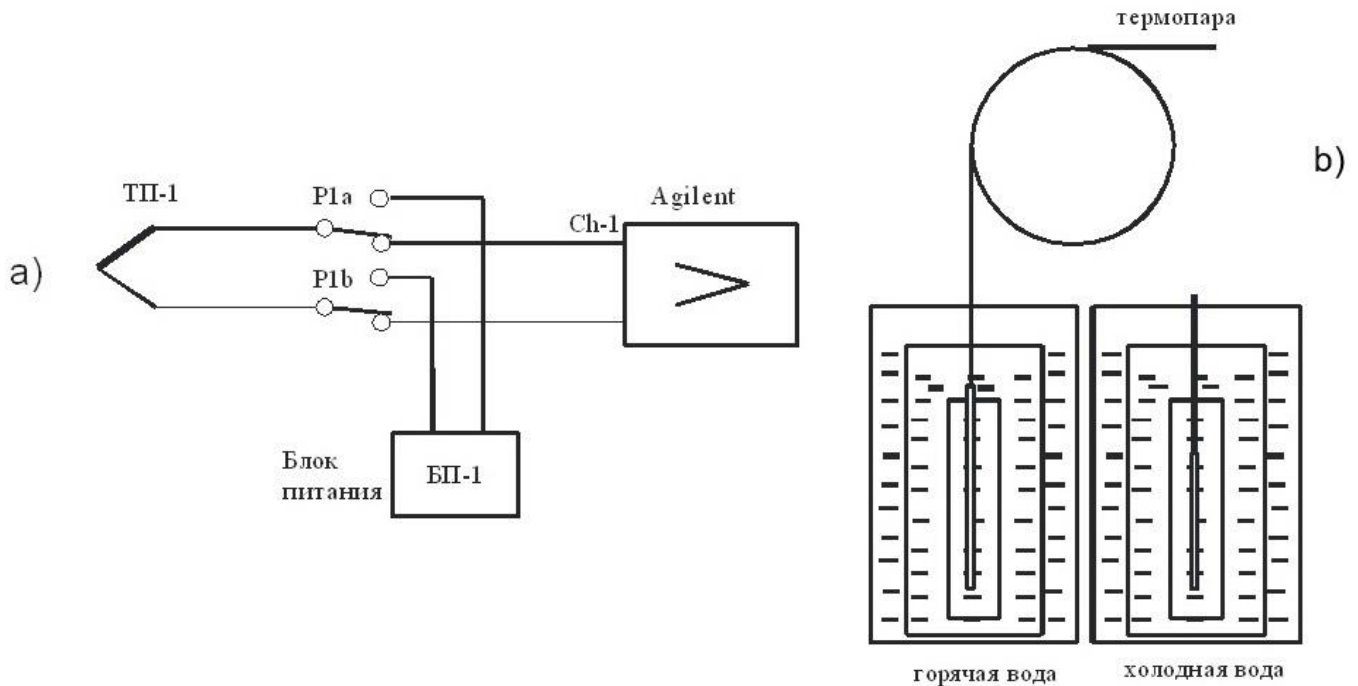 термопара
b)
ТП-1
P1a
Agilent
Ch-1
a)
P1b
Блок
питания
БП-1
горячая вода
холодная вода